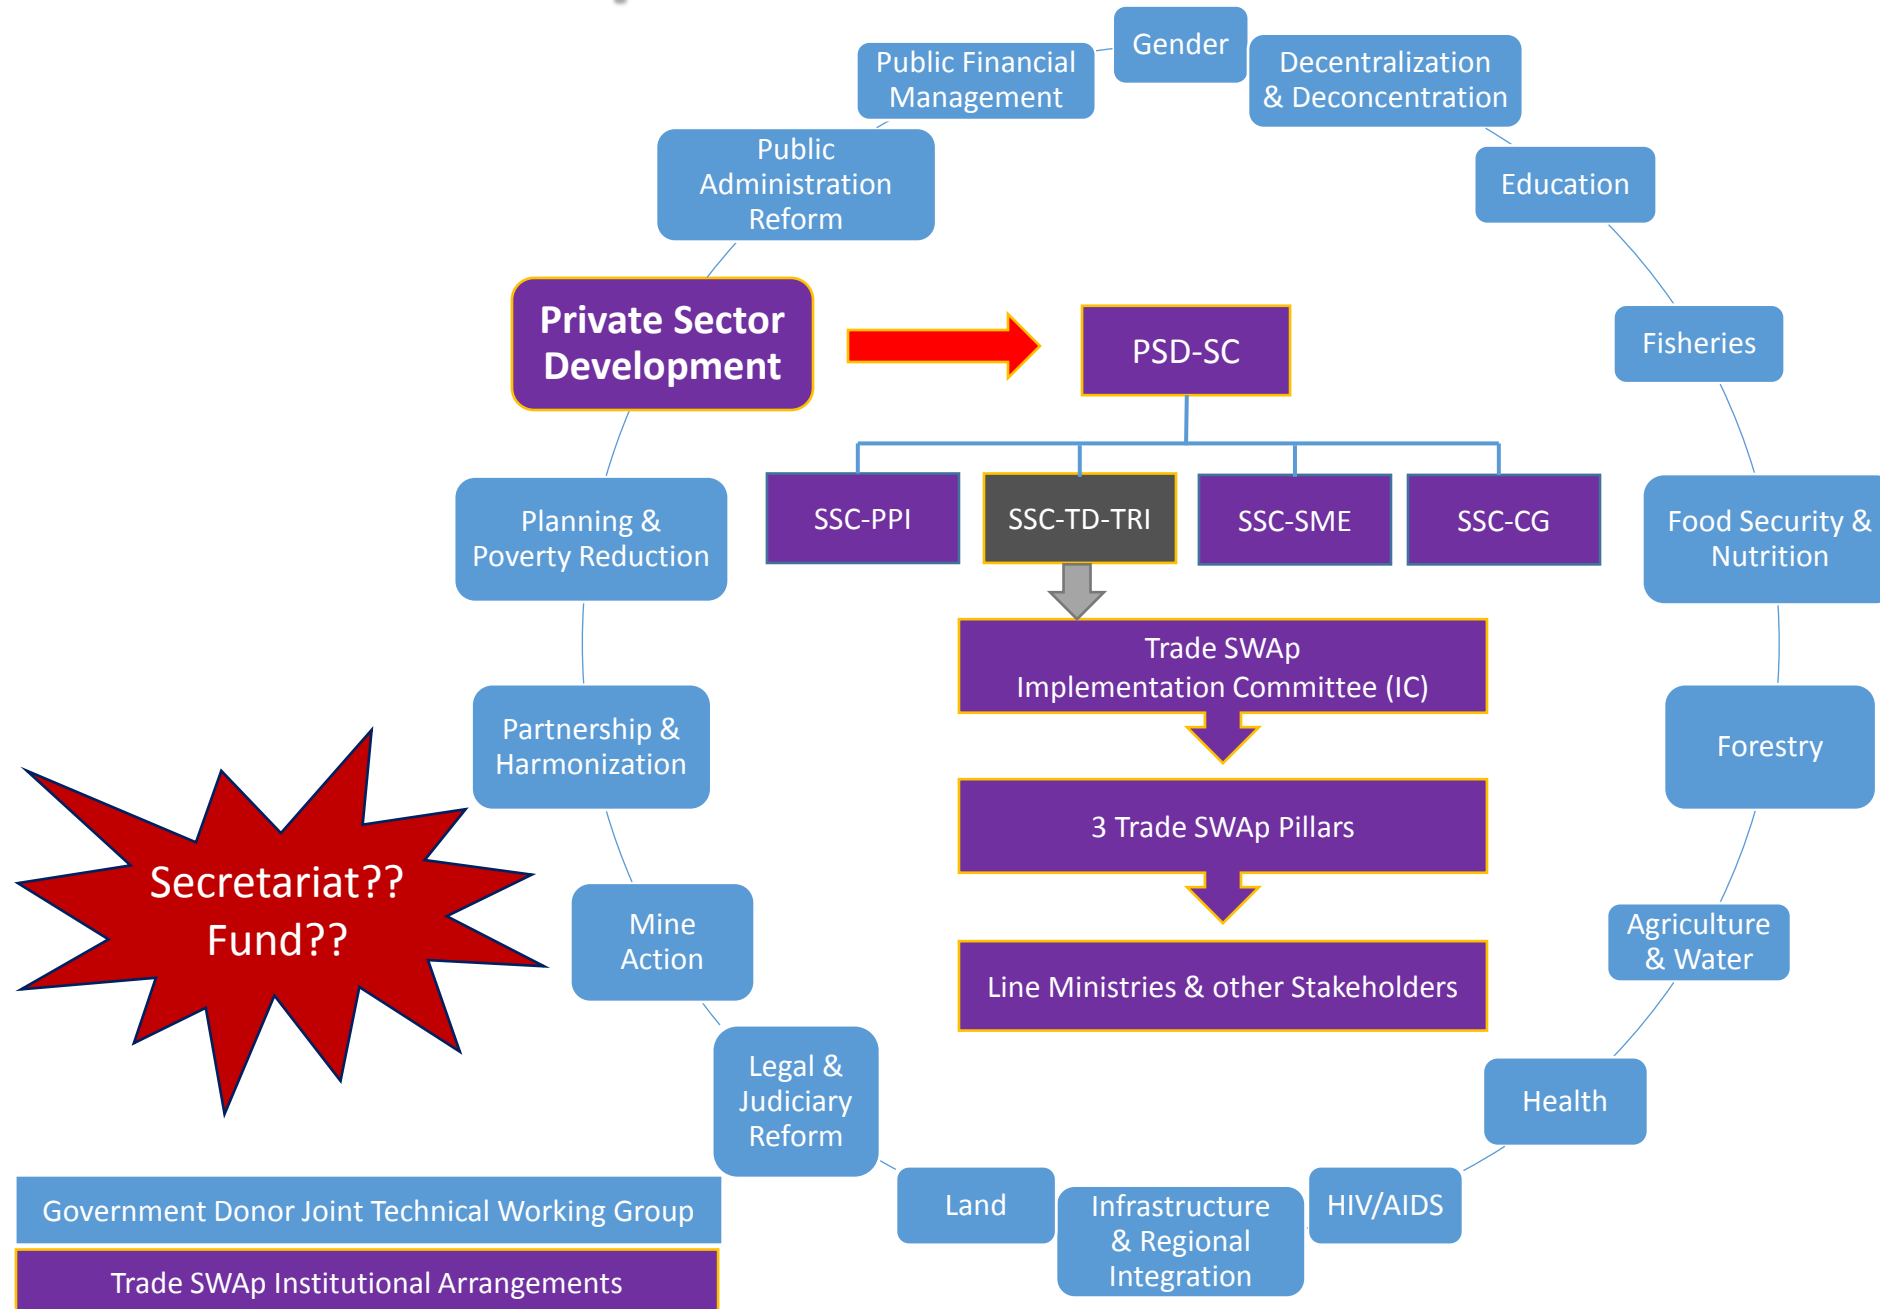 Gender
Public Financial
Management
Decentralization
& Deconcentration
Public
Administration
Reform
Education
Private Sector
Development
PSD-SC
Fisheries
SSC-PPI
SSC-TD-TRI
SSC-SME
SSC-CG
Planning &
Poverty Reduction
Food Security &
Nutrition
Trade SWAp
Implementation Committee (IC)
Partnership &
Harmonization
Forestry
3 Trade SWAp Pillars
Secretariat??
Fund??
Mine
Action
Agriculture
& Water
Line Ministries & other Stakeholders
Legal &
Judiciary
Reform
Health
Land
Infrastructure
& Regional
Integration
HIV/AIDS
Government Donor Joint Technical Working Group
Trade SWAp Institutional Arrangements